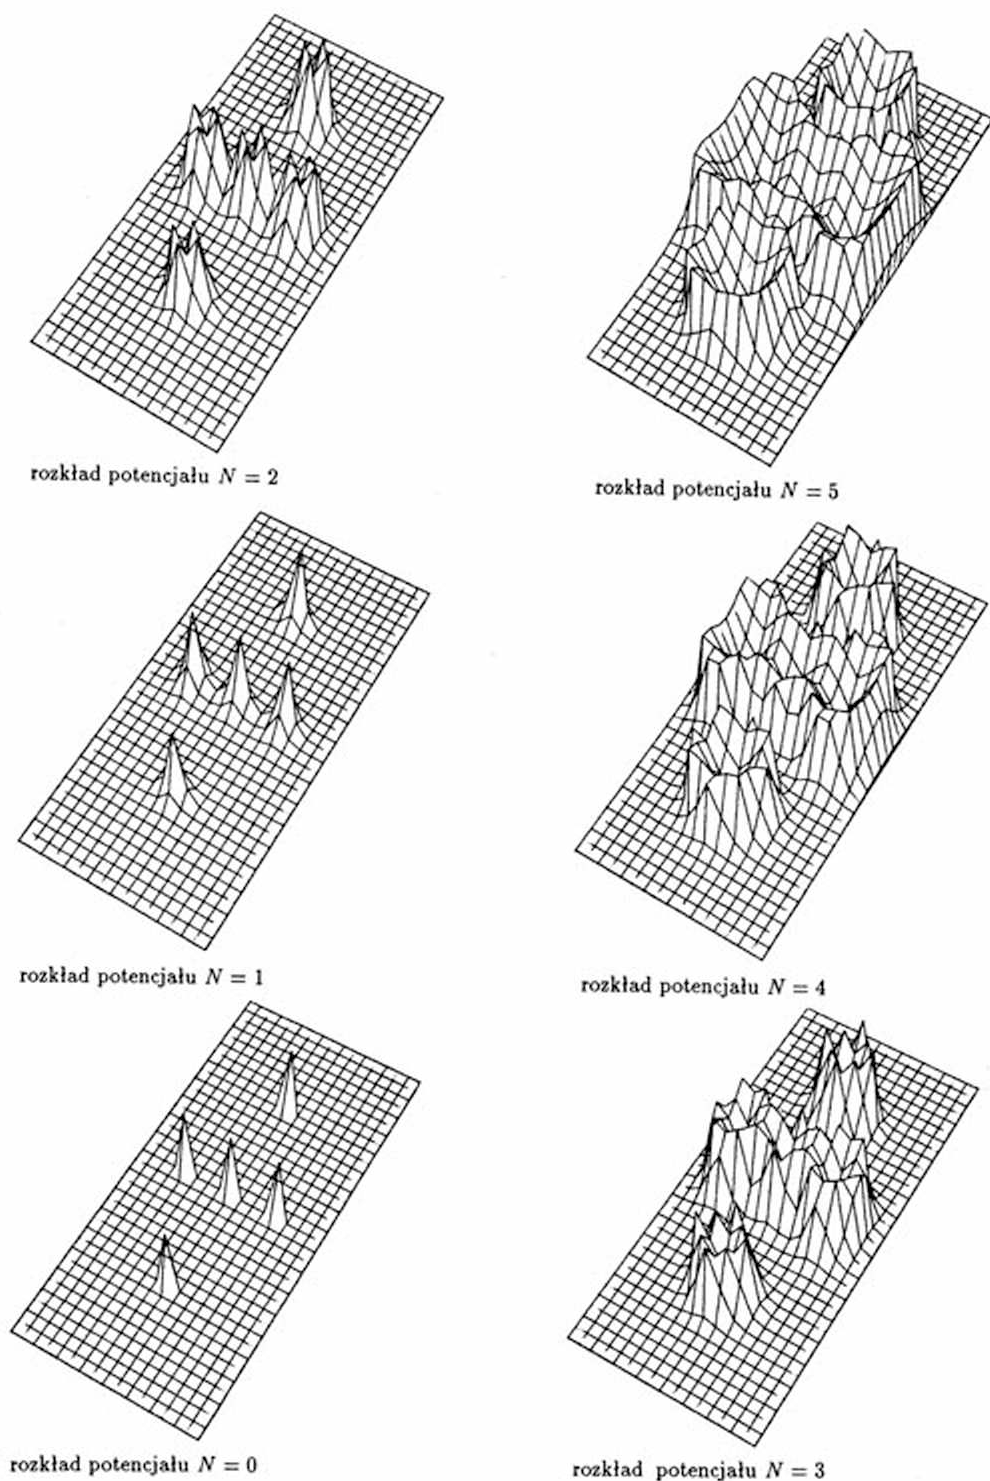 rozkład potencjału N = 2
rozkład potencjału N = 5
rozkład potencjału N = 1
rozkład potencjału N = 4
rozkład potencjału N = 0
rozkład potencjału N = 3